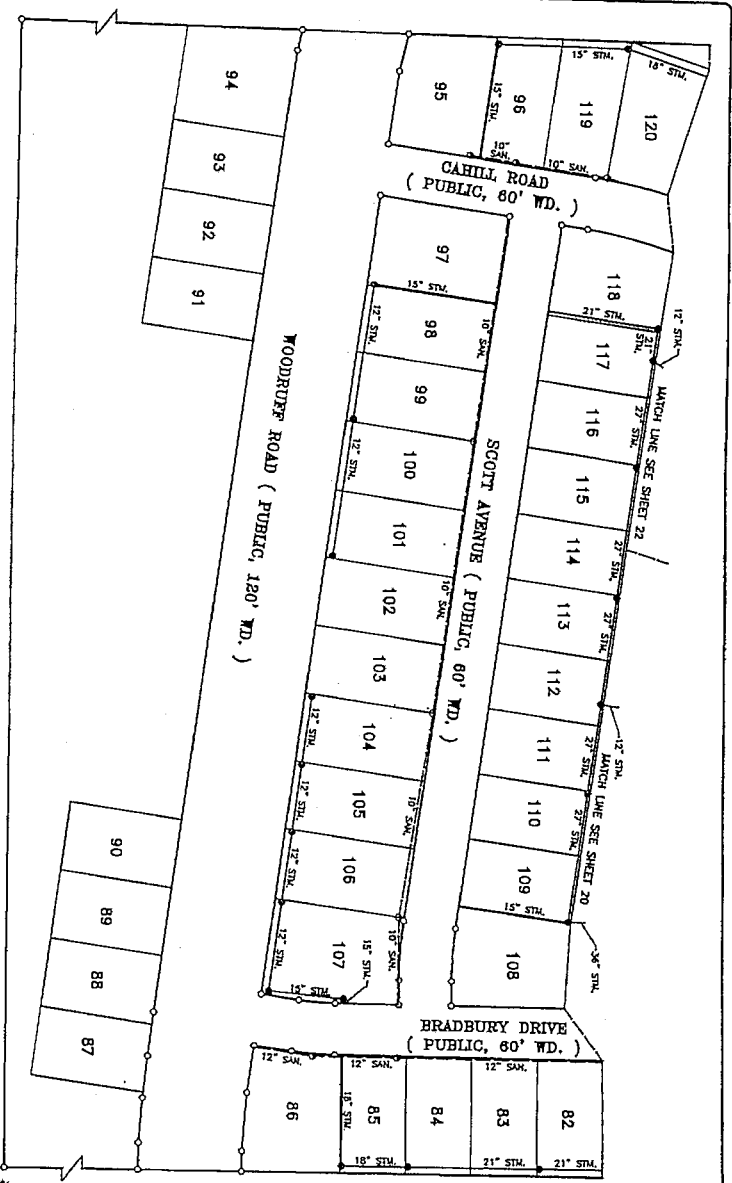 94
93
92
91
95
96
119
120
15" STM.
15" STM.
18" STM.
10" SAN.
10" SAN.
CAHILL ROAD
( PUBLIC, 60' WD. )
97
98
99
100
101
102
103
104
105
106
107
15" STM.
12" STM.
12" STM.
12" STM.
12" STM.
12" STM.
12" STM.
15" STM.
15" STM.
10" SAN.
10" SAN.
10" SAN.
10" SAN.
WOODRUFF ROAD ( PUBLIC, 120' WD. )
SCOTT AVENUE ( PUBLIC, 60' WD. )
118
117
116
115
114
113
112
111
110
109
108
21" STM.
21" STM.
12" STM.
27" STM.
27" STM.
27" STM.
27" STM.
27" STM.
12" STM.
15" STM.
36" STM.
MATCH LINE SEE SHEET 22
MATCH LINE SEE SHEET 20
BRADBURY DRIVE
( PUBLIC, 60' WD. )
90
89
88
87
86
85
84
83
82
12" SAN.
12" SAN.
12" SAN.
18" STM.
18" STM.
21" STM.
21" STM.